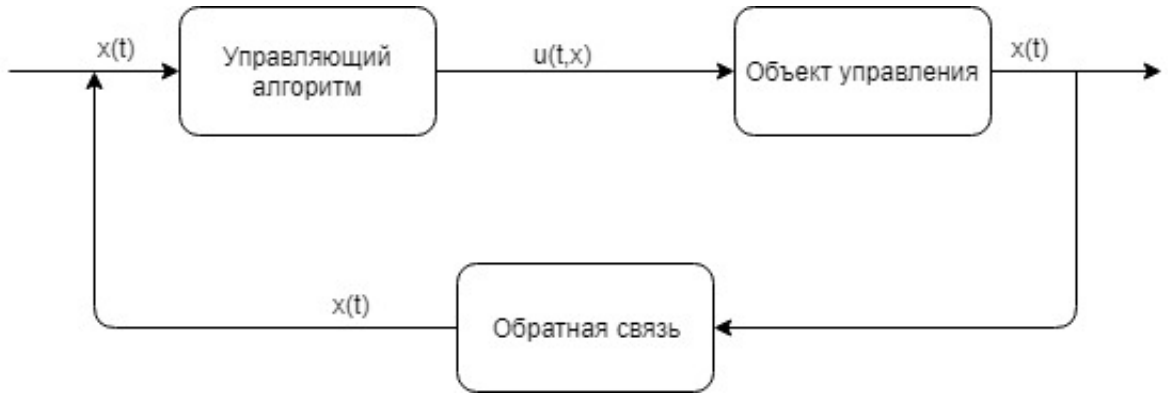 x(t)
Управляющий
алгоритм
u(t,x)
Объект управления
x(t)
x(t)
Обратная связь